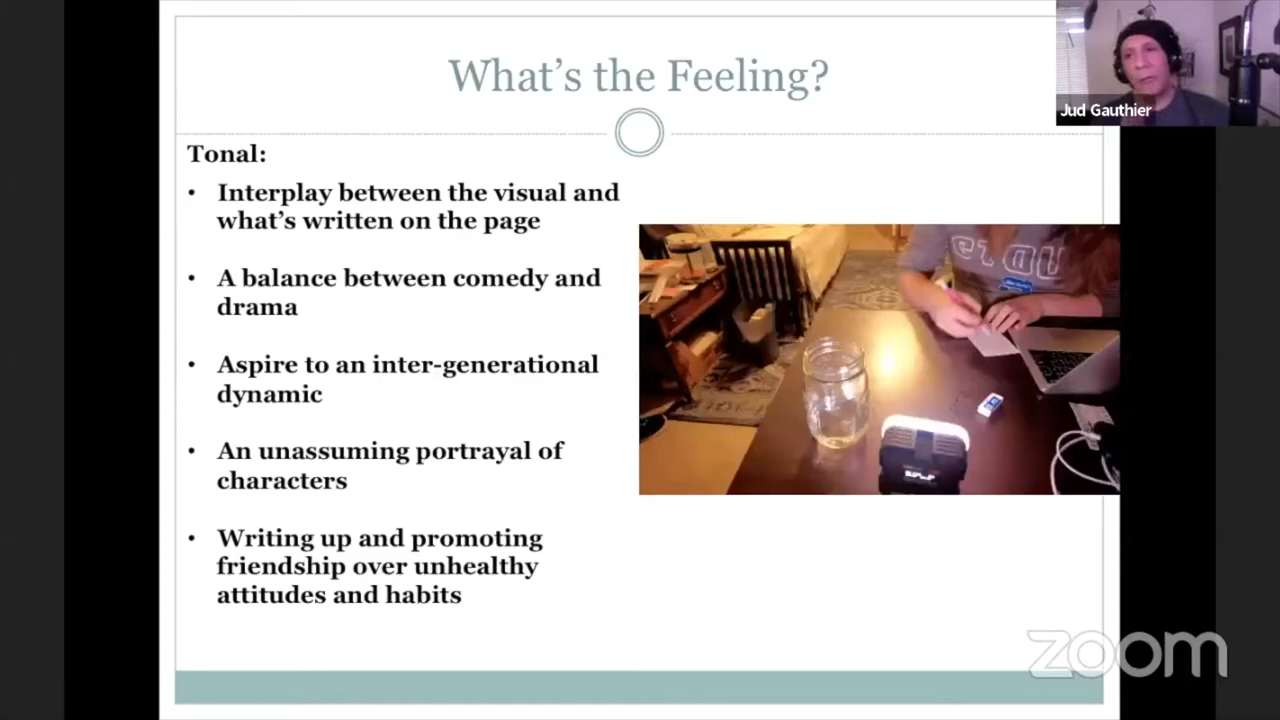 What's the Feeling?
Jud Gauthier
Tonal:
• Interplay between the visual and
what's written on the page
• A balance between comedy and
drama
• Aspire to an inter-generational
dynamic
• An unassuming portrayal of
characters
• Writing up and promoting
friendship over unhealthy
attitudes and habits
zoom